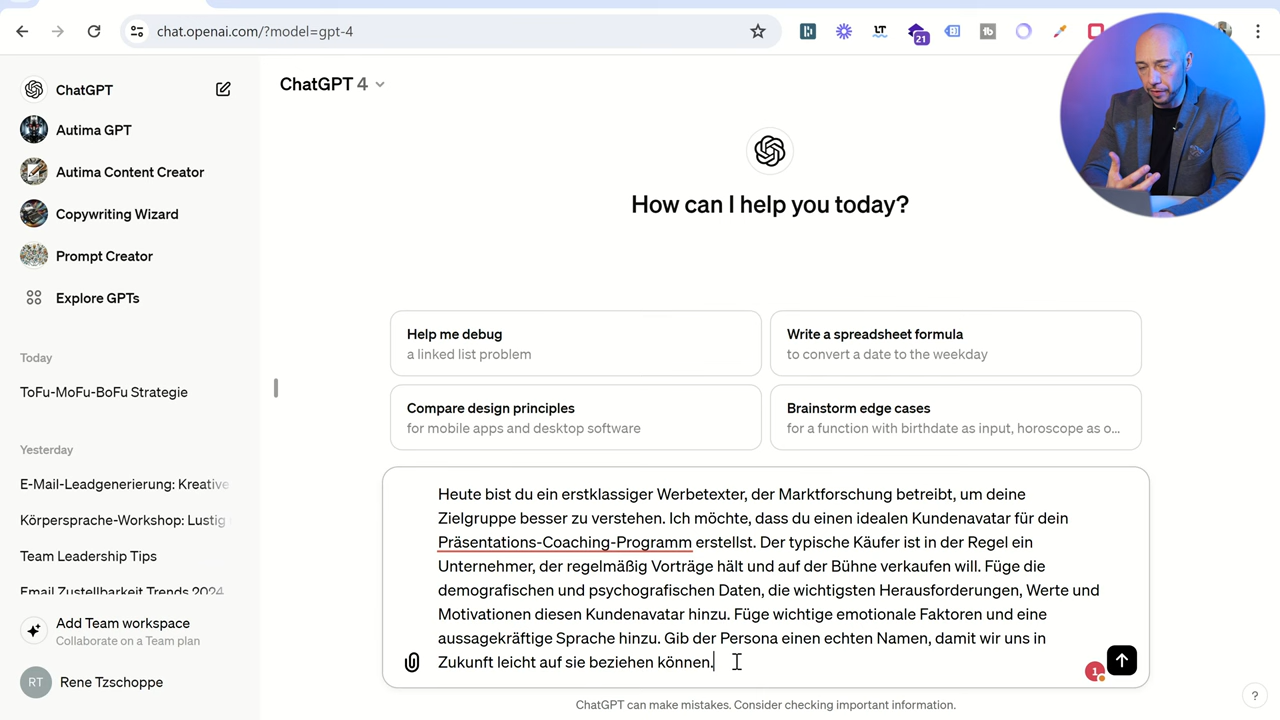 chat.openai.com/?model=gpt-4
21
ChatGPT
Autima GPT
Autima Content Creator
Copywriting Wizard
Prompt Creator
Explore GPTs
Today
ToFu-MoFu-BoFu Strategie
Yesterday
E-Mail-Leadgenerierung: Kreative
Körpersprache-Workshop: Lustig
Team Leadership Tips
Email Zustellbarkeit Trends 2024
Add Team workspace
Collaborate on a Team plan
RT
Rene Tzschoppe
ChatGPT 4
How can I help you today?
Help me debug
a linked list problem
Write a spreadsheet formula
to convert a date to the weekday
Compare design principles
for mobile apps and desktop software
Brainstorm edge cases
for a function with birthdate as input, horoscope as o...
Heute bist du ein erstklassiger Werbetexter, der Marktforschung betreibt, um deine
Zielgruppe besser zu verstehen. Ich möchte, dass du einen idealen Kundenavatar für dein
Präsentations-Coaching-Programm erstellst. Der typische Käufer ist in der Regel ein
Unternehmer, der regelmäßig Vorträge hält und auf der Bühne verkaufen will. Füge die
demografischen und psychografischen Daten, die wichtigsten Herausforderungen, Werte und
Motivationen diesen Kundenavatar hinzu. Füge wichtige emotionale Faktoren und eine
aussagekräftige Sprache hinzu. Gib der Persona einen echten Namen, damit wir uns in
Zukunft leicht auf sie beziehen können.
1
ChatGPT can make mistakes. Consider checking important information.
?